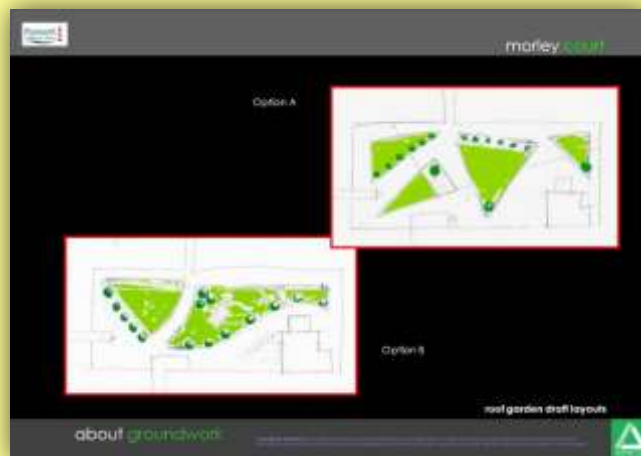 morley court
Option A
Option B
roof garden draft layouts
about groundwork